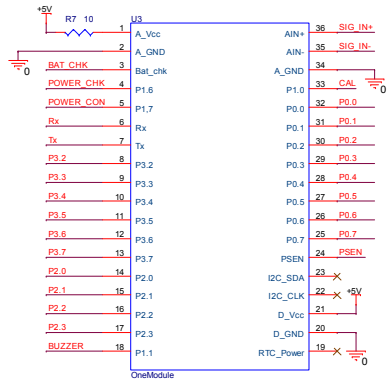 +5V R7 10 U3
1 A_Vcc AIN+ 36 SIG_IN+
2 A_GND AIN- 35 SIG_IN-
0
BAT CHK 3 Bat_chk A_GND 34
0
POWER_CHK 4 P1.6 P1.0 33 CAL
POWER_CON 5 P1,7 P0.0 32 P0.0
Rx 6 Rx P0.1 31 P0.1
Tx 7 Tx P0.2 30 P0.2
P3.2 8 P3.2 P0.3 29 P0.3
P3.3 9 P3.3 P0.4 28 P0.4
P3.4 10 P3.4 P0.5 27 P0.5
P3.5 11 P3.5 P0.6 26 P0.6
P3.6 12 P3.6 P0.7 25 P0.7
P3.7 13 P3.7 PSEN 24 PSEN
P2.0 14 P2.0 I2C_SDA 23
P2.1 15 P2.1 I2C_CLK 22 +5V
P2.2 16 P2.2 D_Vcc 21
P2.3 17 P2.3 D_GND 20
BUZZER 18 P1.1 RTC_Power 19
0
OneModule